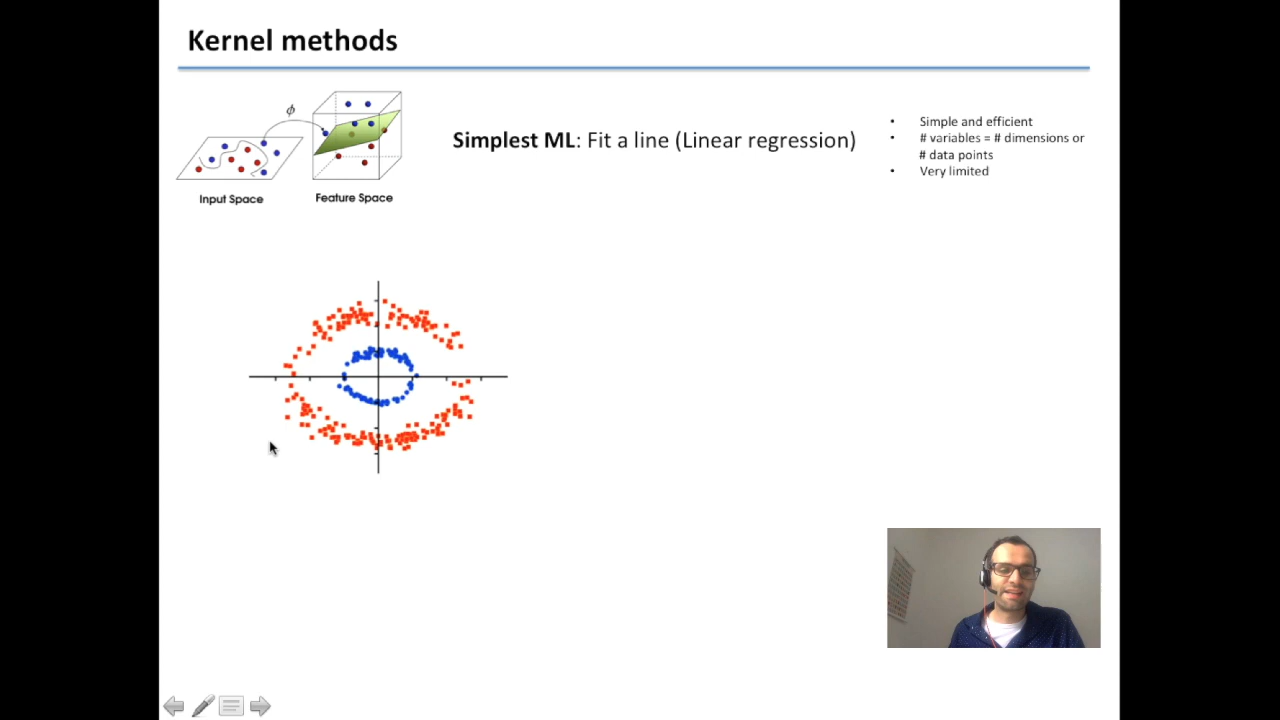 Kernel methods
ϕ
Input Space
Feature Space
Simplest ML: Fit a line (Linear regression)
• Simple and efficient
• # variables = # dimensions or
# data points
• Very limited